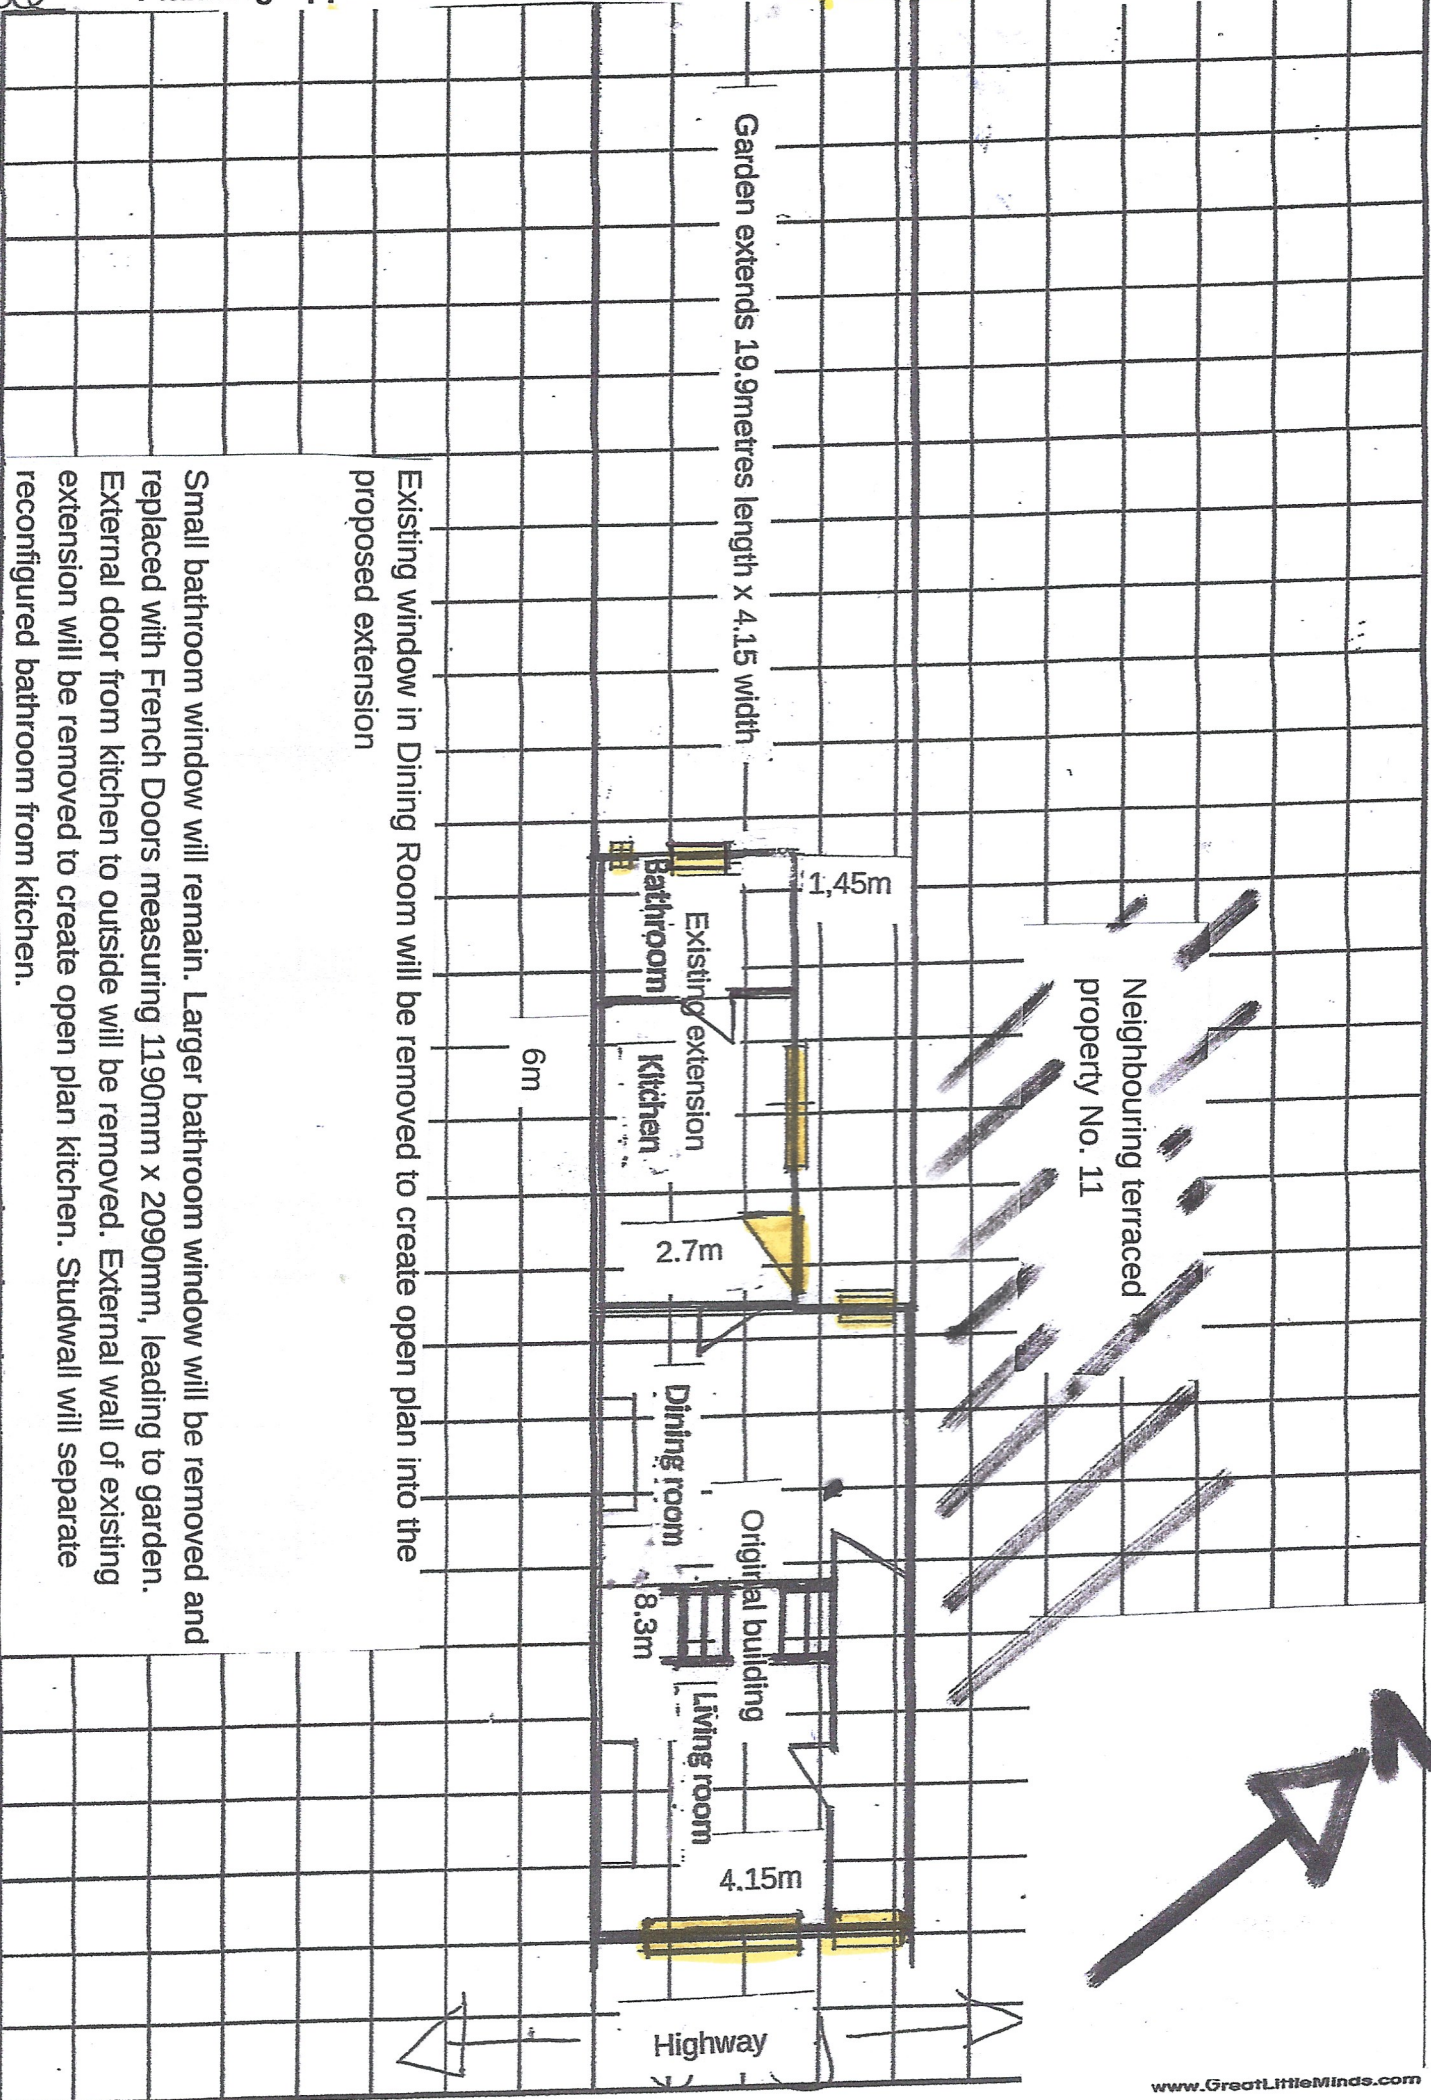 Garden extends 19.9metres length x 4.15 width
Existing window in Dining Room will be removed to create open plan into the
proposed extension
Small bathroom window will remain. Larger bathroom window will be removed and
replaced with French Doors measuring 1190mm x 2090mm, leading to garden.
External door from kitchen to outside will be removed. External wall of existing
extension will be removed to create open plan kitchen. Studwall will separate
reconfigured bathroom from kitchen.
1,45m
Bathroom
Existing extension
Kitchen
6m
2.7m
Neighbouring terraced
property No. 11
Dining room
Original building
8.3m
Living room
4.15m
N
Highway
www.GreatLittleMinds.com